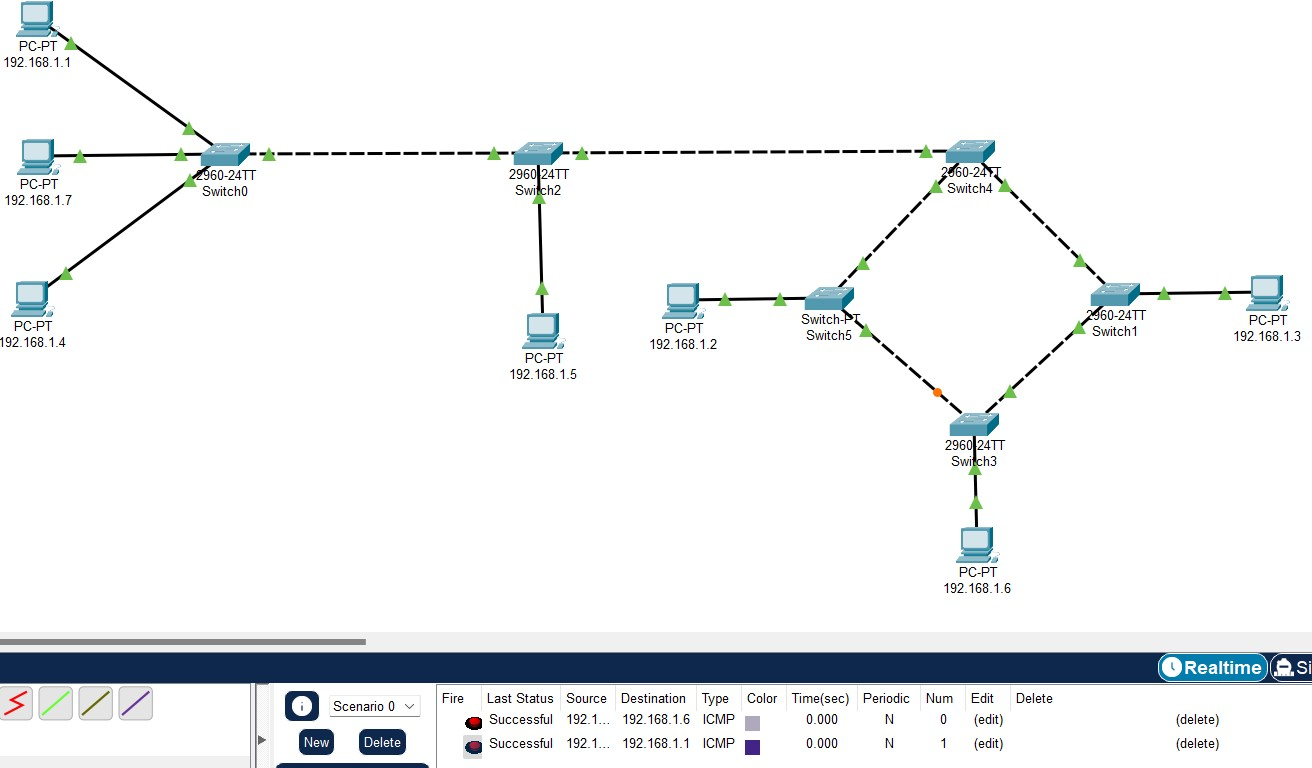 PC-PT
192.168.1.1
PC-PT
192.168.1.7
PC-PT
192.168.1.4
2960-24TT
Switch0
2960-24TT
Switch2
PC-PT
192.168.1.5
2960-24TT
Switch4
PC-PT
192.168.1.2
Switch-PT
Switch5
2960-24TT
Switch1
PC-PT
192.168.1.3
2960-24TT
Switch3
PC-PT
192.168.1.6
Realtime
Si
Scenario 0
New
Delete
Fire Last Status Source Destination Type Color Time(sec) Periodic Num Edit Delete
Successful 192.1... 192.168.1.6 ICMP 0.000 N 0 (edit) (delete)
Successful 192.1... 192.168.1.1 ICMP 0.000 N 1 (edit) (delete)